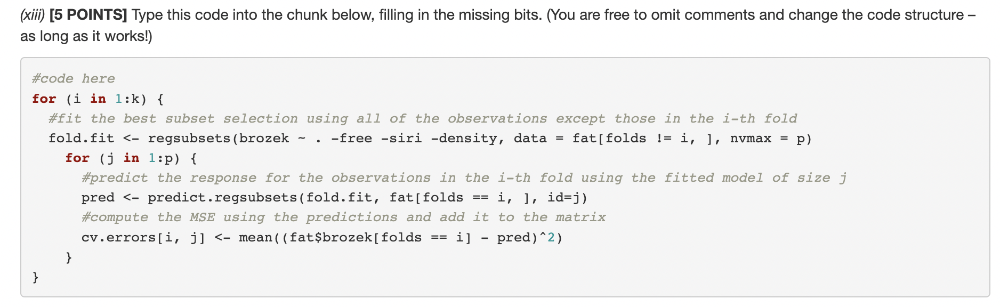 (xiii) [5 POINTS] Type this code into the chunk below, filling in the missing bits. (You are free to omit comments and change the code structure –
as long as it works!)
#code here
for (i in 1:k) {
  #fit the best subset selection using all of the observations except those in the i-th fold
  fold.fit <- regsubsets(brozek ~ . -free -siri -density, data = fat[folds != i, ], nvmax = p)
    for (j in 1:p) {
      #predict the response for the observations in the i-th fold using the fitted model of size j
      pred <- predict.regsubsets(fold.fit, fat[folds == i, ], id=j)
      #compute the MSE using the predictions and add it to the matrix
      cv.errors[i, j] <- mean((fat$brozek[folds == i] - pred)^2)
    }
}